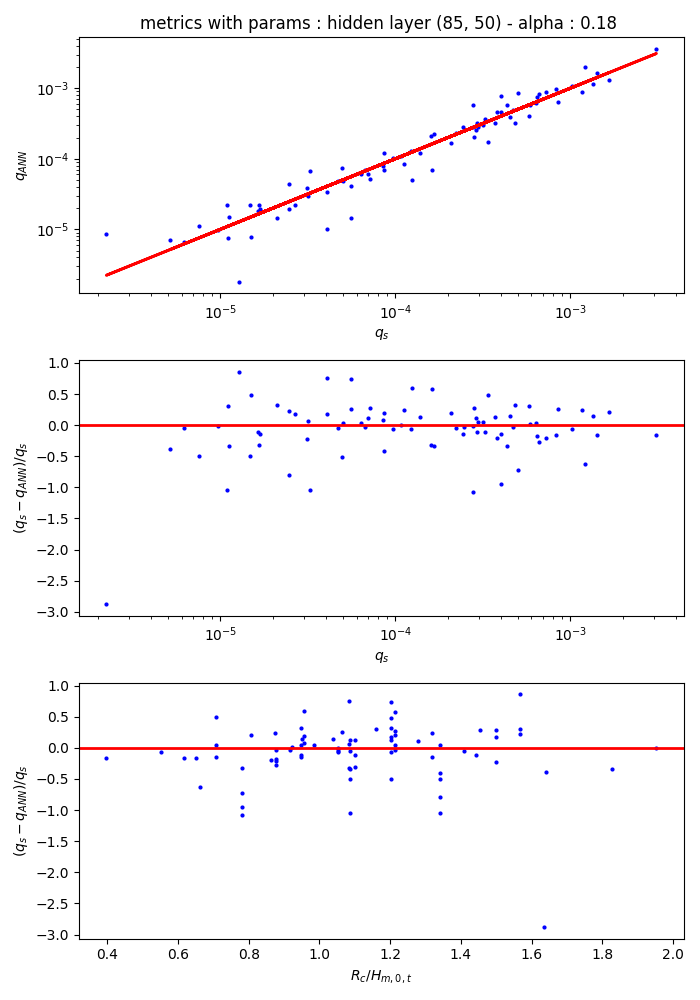 metrics with params : hidden layer (85, 50) - alpha : 0.18
10⁻³
10⁻⁴
10⁻⁵
q_ANN
10⁻⁵ 10⁻⁴ 10⁻³
q_s
1.0
0.5
0.0
−0.5
−1.0
−1.5
−2.0
−2.5
−3.0
(q_s − q_ANN)/q_s
10⁻⁵ 10⁻⁴ 10⁻³
q_s
1.0
0.5
0.0
−0.5
−1.0
−1.5
−2.0
−2.5
−3.0
(q_s − q_ANN)/q_s
0.4 0.6 0.8 1.0 1.2 1.4 1.6 1.8 2.0
R_c/H_m,0,t